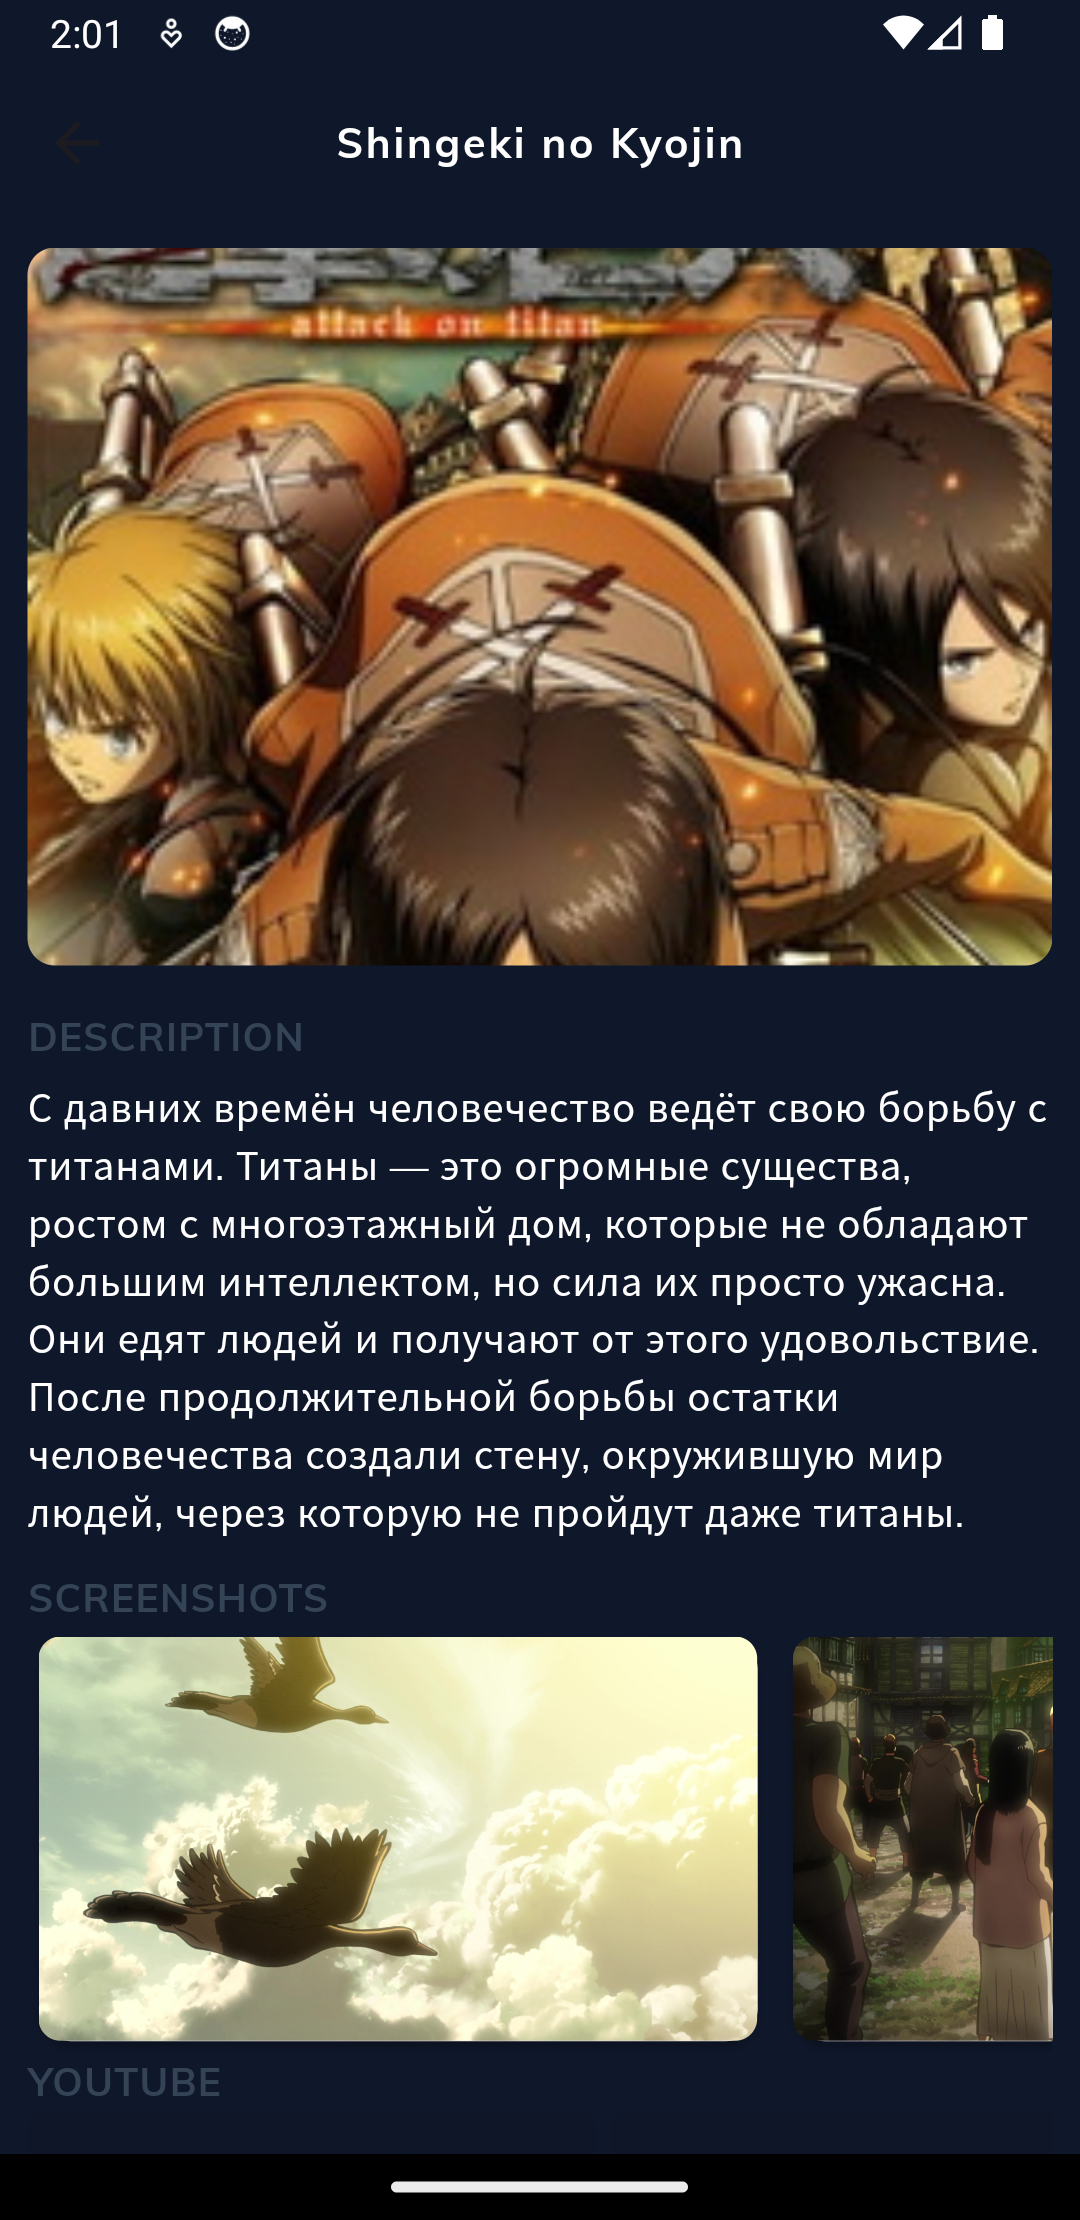 2:01
Shingeki no Kyojin
attack on titan
DESCRIPTION
С давних времён человечество ведёт свою борьбу с
титанами. Титаны — это огромные существа,
ростом с многоэтажный дом, которые не обладают
большим интеллектом, но сила их просто ужасна.
Они едят людей и получают от этого удовольствие.
После продолжительной борьбы остатки
человечества создали стену, окружившую мир
людей, через которую не пройдут даже титаны.
SCREENSHOTS
YOUTUBE